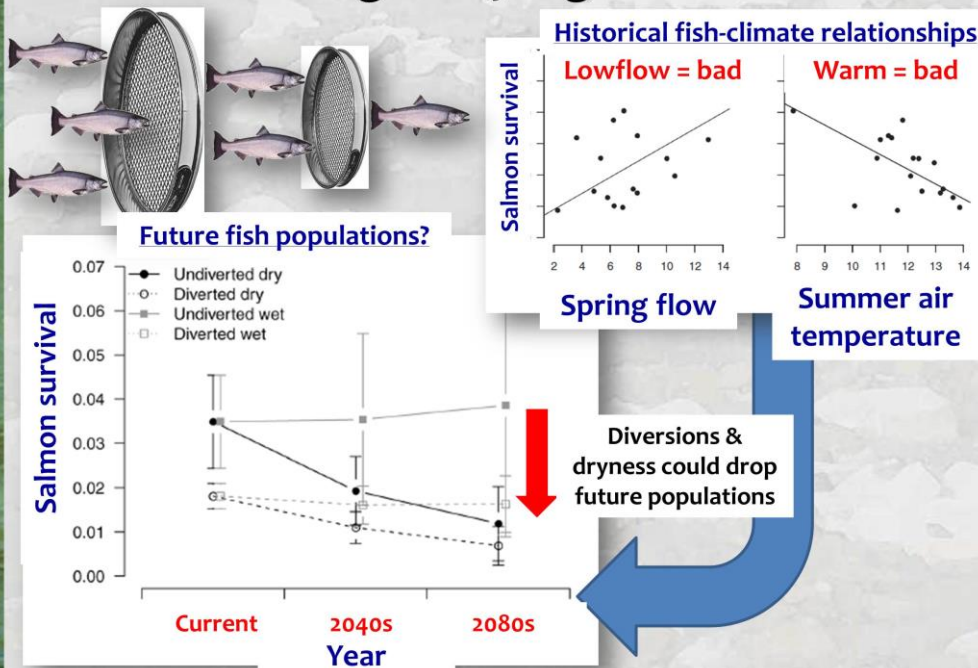 Historical fish-climate relationships
Lowflow = bad
Warm = bad
Salmon survival
2 4 6 8 10 12 14
7 8 9 10 11 12 13 14
Spring flow
Summer air
temperature
Future fish populations?
Undiverted dry
Diverted dry
Undiverted wet
Diverted wet
0.07
0.06
0.05
0.04
0.03
0.02
0.01
0.00
Salmon survival
Diversions &
dryness could drop
future populations
Current 2040s 2080s
Year